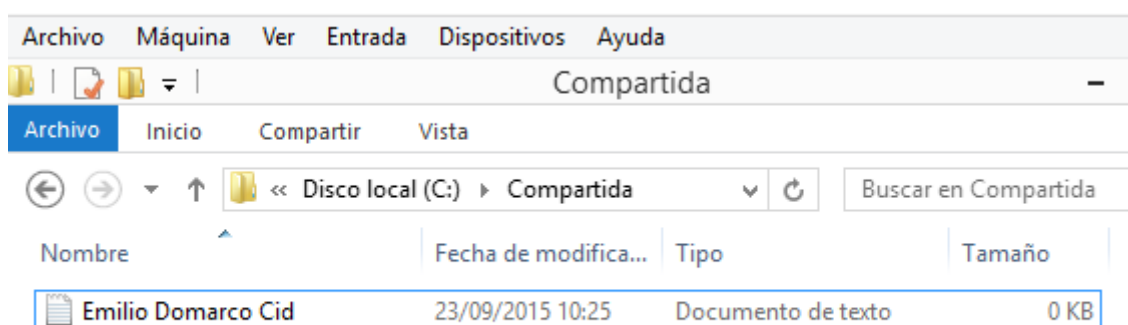 Archivo Máquina Ver Entrada Dispositivos Ayuda
Compartida
Archivo Inicio Compartir Vista
« Disco local (C:) Compartida Buscar en Compartida
Nombre Fecha de modifica... Tipo Tamaño
Emilio Domarco Cid 23/09/2015 10:25 Documento de texto 0 KB